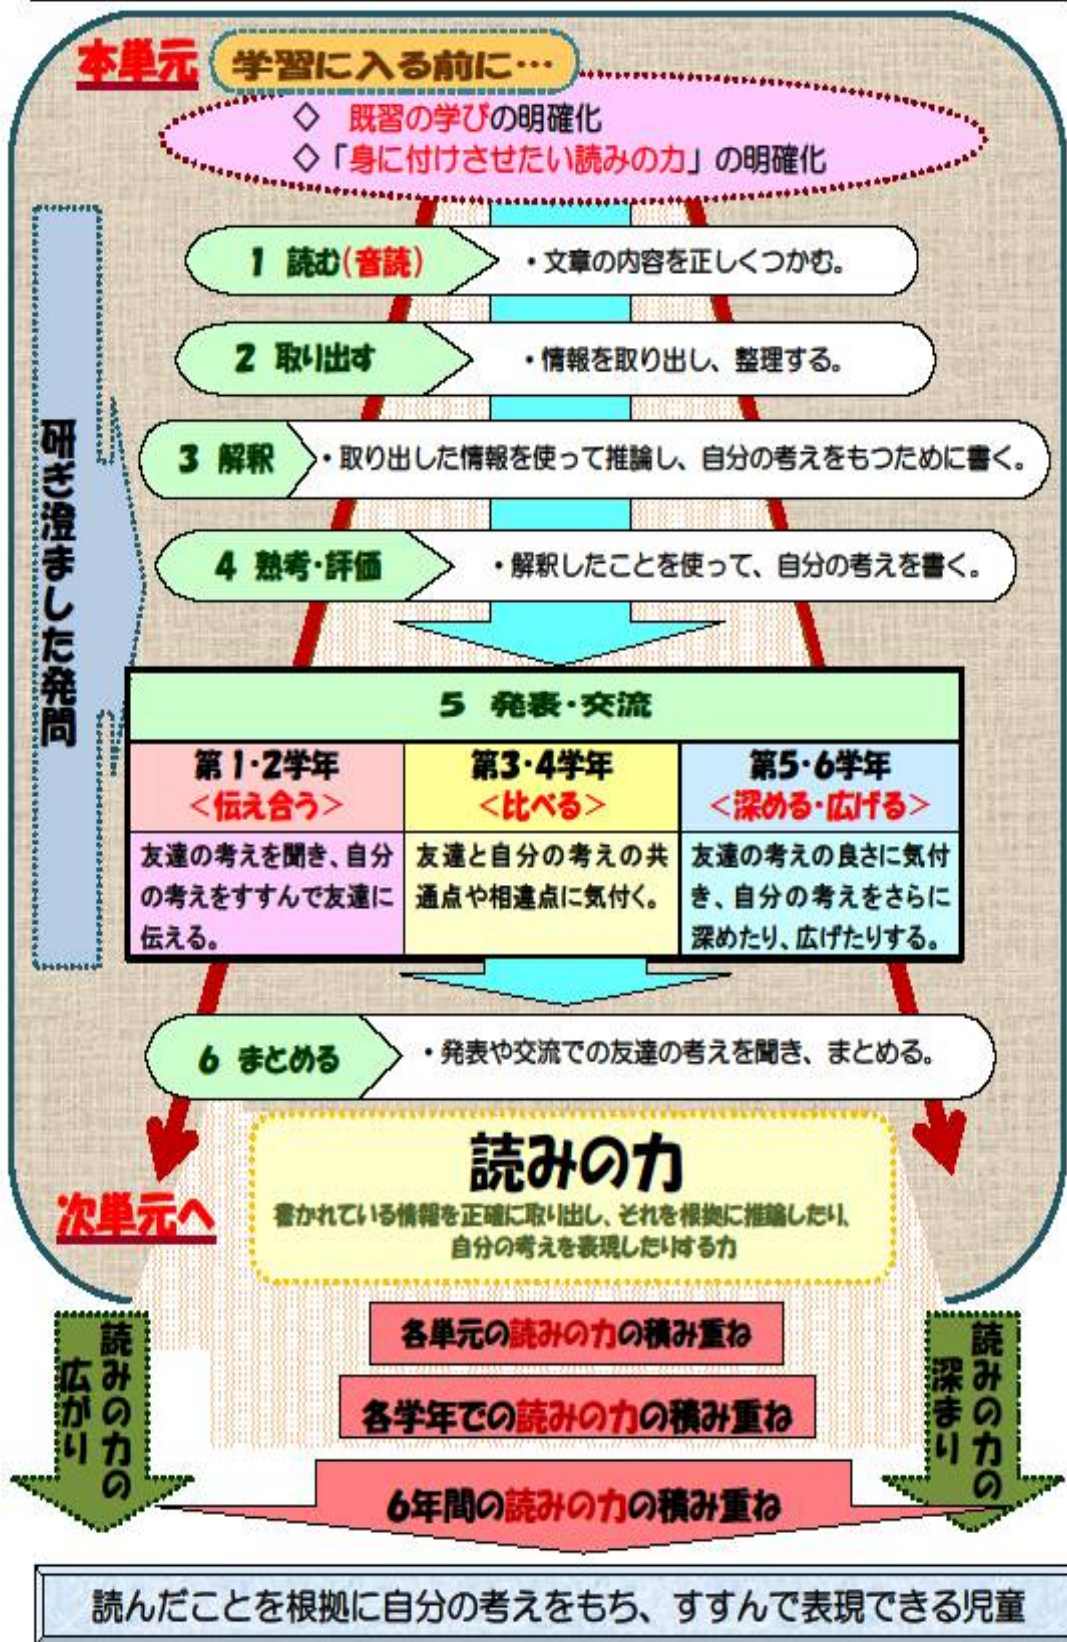 本単元
学習に入る前に…
◇ 既習の学びの明確化
◇「身に付けさせたい読みの力」の明確化
研ぎ澄ました発問
1 読む(音読)
・文章の内容を正しくつかむ。
2 取り出す
・情報を取り出し、整理する。
3 解釈
・取り出した情報を使って推論し、自分の考えをもつために書く。
4 熟考・評価
・解釈したことを使って、自分の考えを書く。
5 発表・交流
第1・2学年
<伝え合う>
友達の考えを聞き、自分
の考えをすすんで友達に
伝える。
第3・4学年
<比べる>
友達と自分の考えの共
通点や相違点に気付く。
第5・6学年
<深める・広げる>
友達の考えの良さに気付
き、自分の考えをさらに
深めたり、広げたりする。
6 まとめる
・発表や交流での友達の考えを聞き、まとめる。
読みの力
書かれている情報を正確に取り出し、それを根拠に推論したり、
自分の考えを表現したりする力
次単元へ
読みの力の
広がり
読みの力の
深まり
各単元の読みの力の積み重ね
各学年での読みの力の積み重ね
6年間の読みの力の積み重ね
読んだことを根拠に自分の考えをもち、すすんで表現できる児童